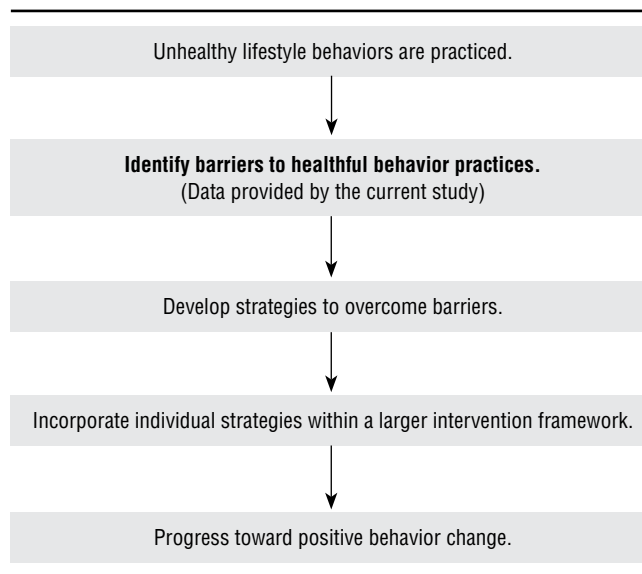 Unhealthy lifestyle behaviors are practiced.
Identify barriers to healthful behavior practices.
(Data provided by the current study)
Develop strategies to overcome barriers.
Incorporate individual strategies within a larger intervention framework.
Progress toward positive behavior change.